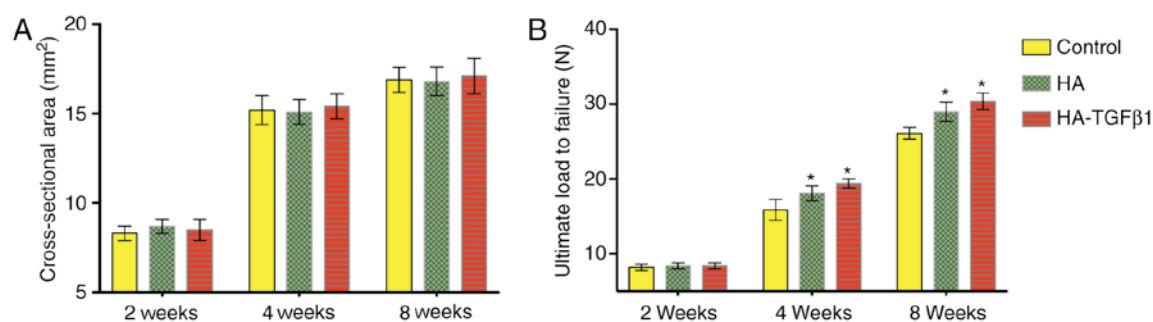 A
Cross-sectional area (mm²)
20
15
10
5
2 weeks 4 weeks 8 weeks
B
Ultimate load to failure (N)
40
30
20
10
* * * *
2 Weeks 4 Weeks 8 Weeks
Control
HA
HA-TGFβ1